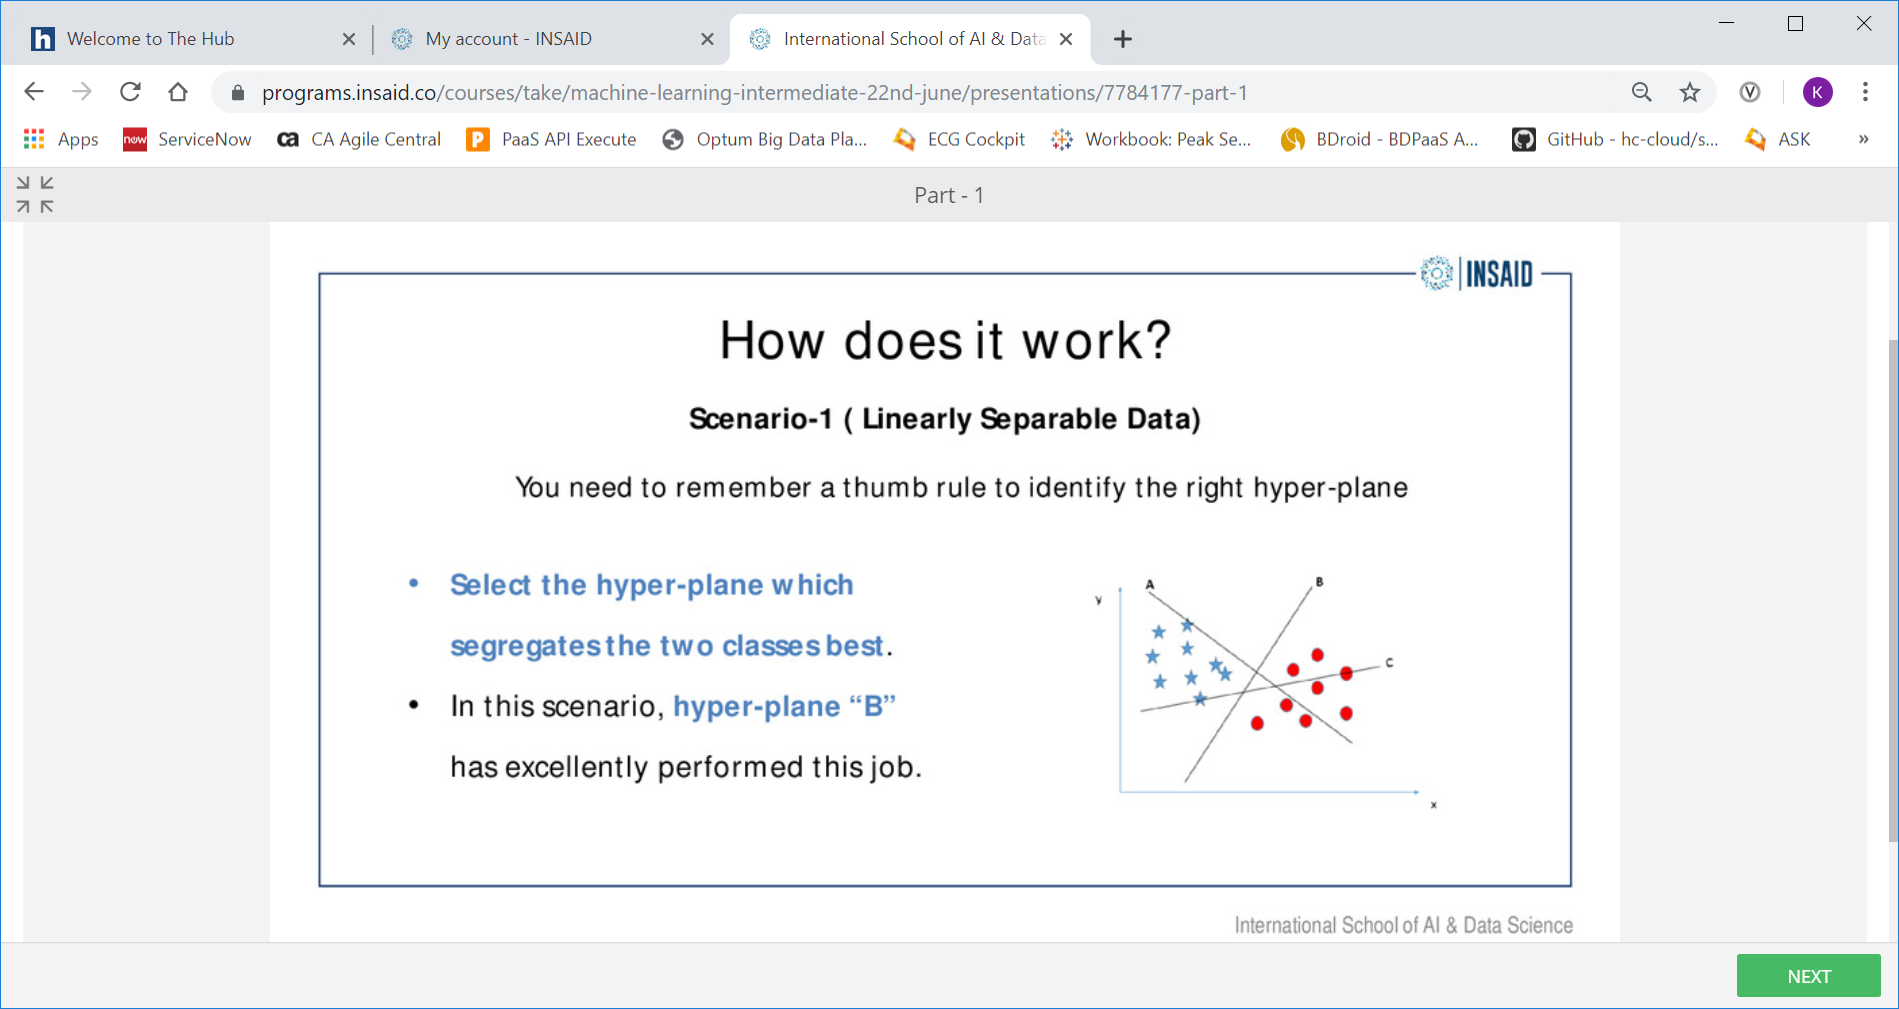 Welcome to The Hub
My account - INSAID
International School of AI & Data
programs.insaid.co/courses/take/machine-learning-intermediate-22nd-june/presentations/7784177-part-1
V
K
Apps
now ServiceNow
ca CA Agile Central
P PaaS API Execute
Optum Big Data Pla...
ECG Cockpit
Workbook: Peak Se...
BDroid - BDPaaS A...
GitHub - hc-cloud/s...
ASK
»
Part - 1
INSAID
How does it work?
Scenario-1 ( Linearly Separable Data)
You need to remember a thumb rule to identify the right hyper-plane
• Select the hyper-plane which
segregates the two classes best.
• In this scenario, hyper-plane “B”
has excellently performed this job.
A
B
y
C
x
International School of AI & Data Science
NEXT